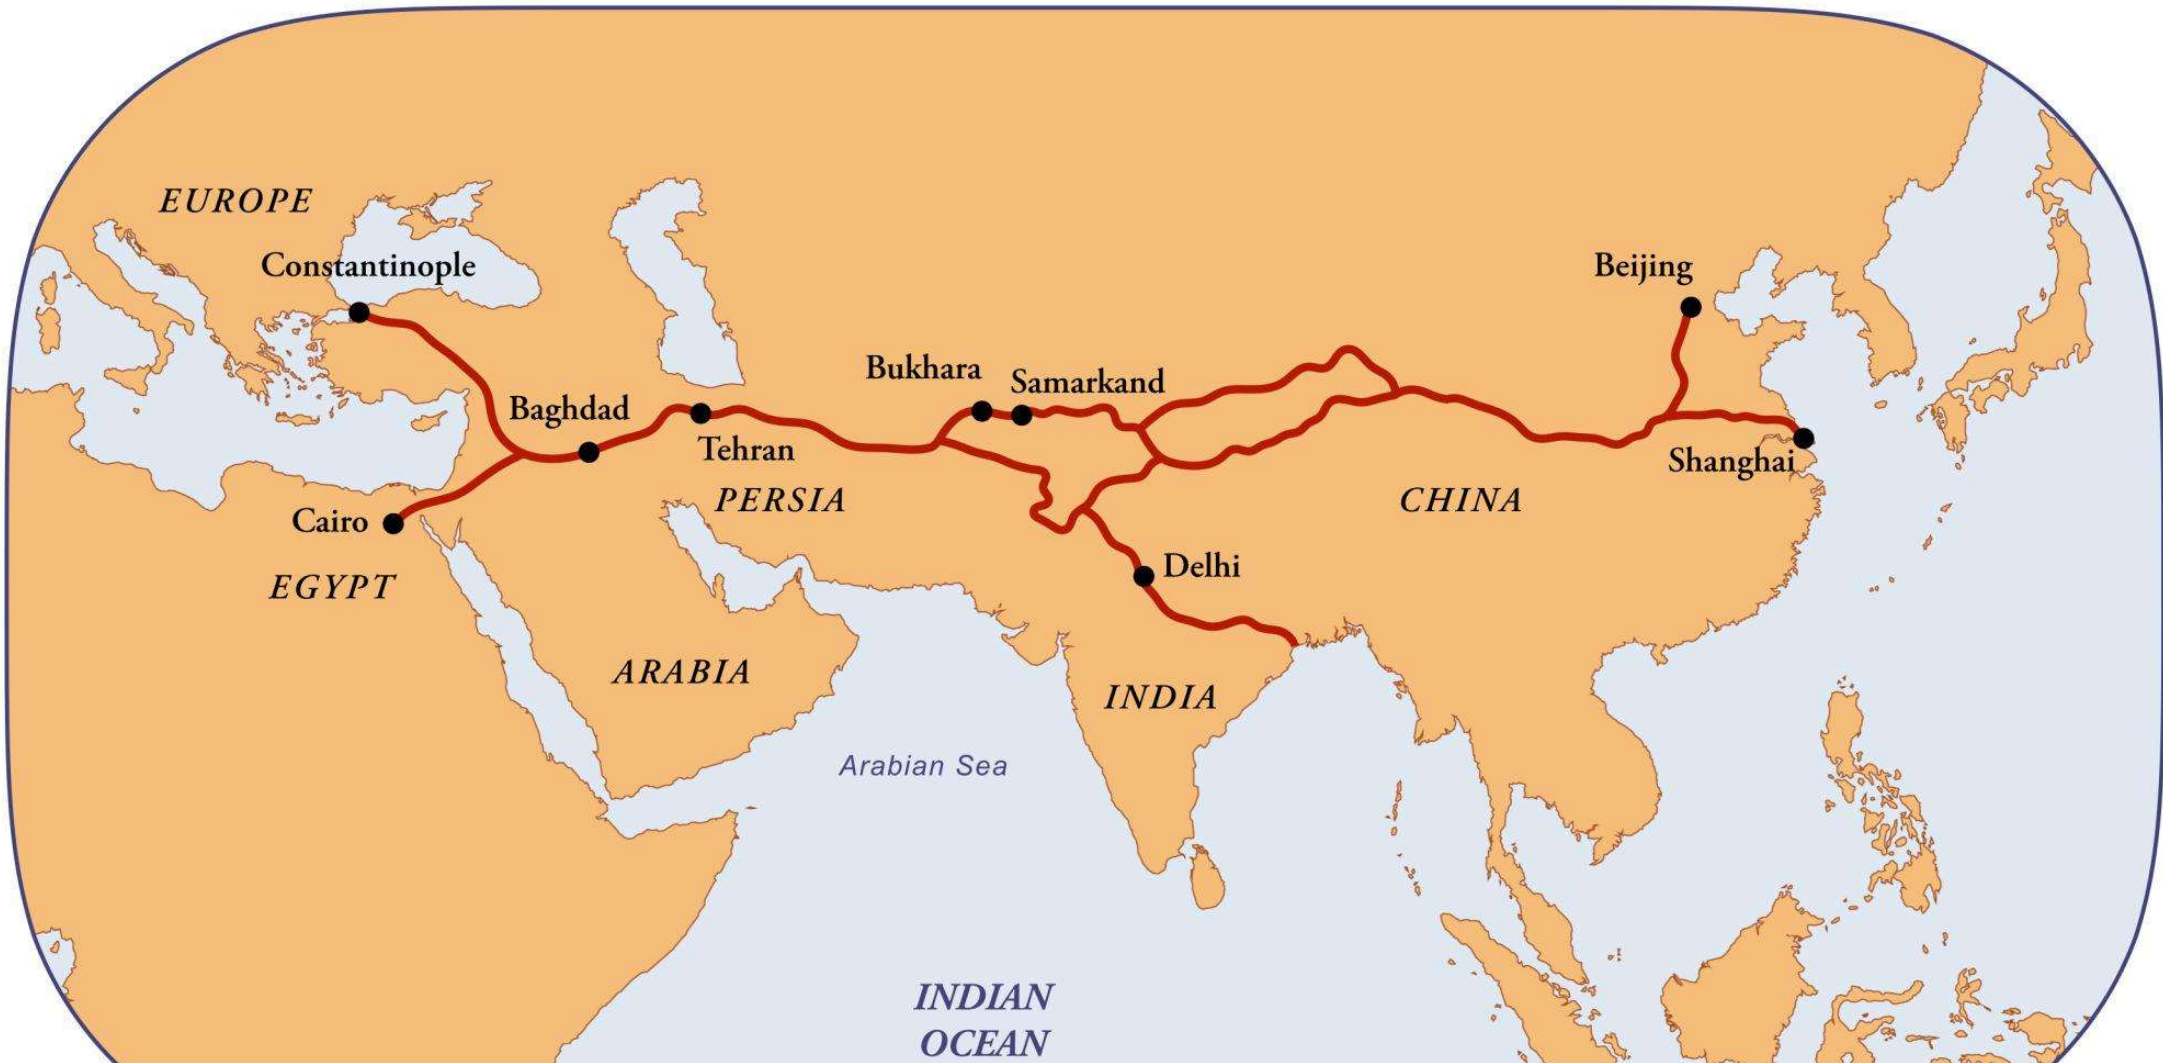 EUROPE
Constantinople
Beijing
Bukhara
Samarkand
Baghdad
Tehran
Shanghai
PERSIA
CHINA
Cairo
Delhi
EGYPT
ARABIA
INDIA
Arabian Sea
INDIAN
OCEAN